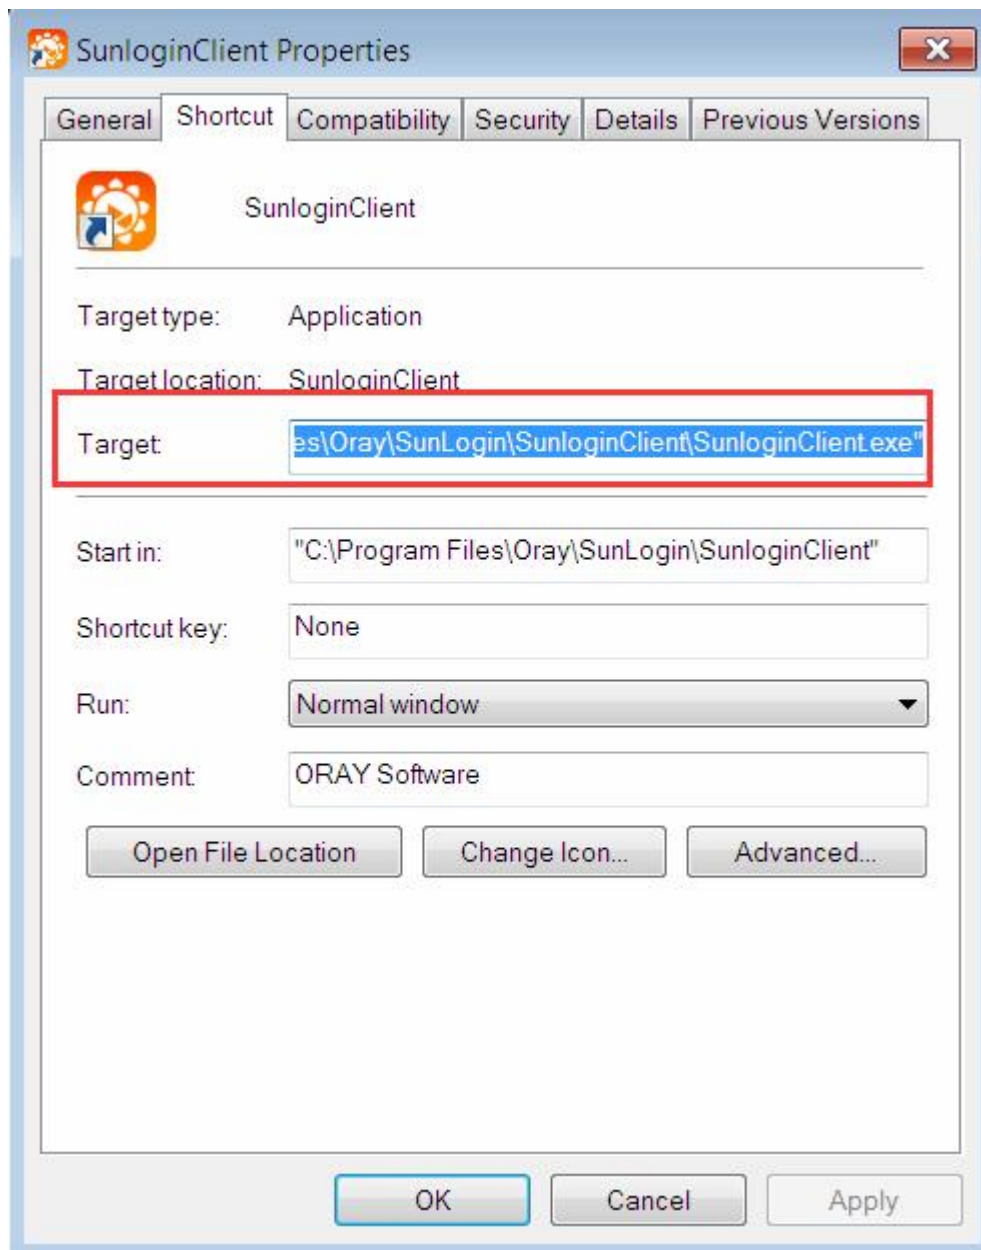 SunloginClient Properties
General Shortcut Compatibility Security Details Previous Versions
SunloginClient
Target type: Application
Target location: SunloginClient
Target: es\Oray\SunLogin\SunloginClient\SunloginClient.exe"
Start in: "C:\Program Files\Oray\SunLogin\SunloginClient"
Shortcut key: None
Run: Normal window
Comment: ORAY Software
Open File Location Change Icon... Advanced...
OK Cancel Apply